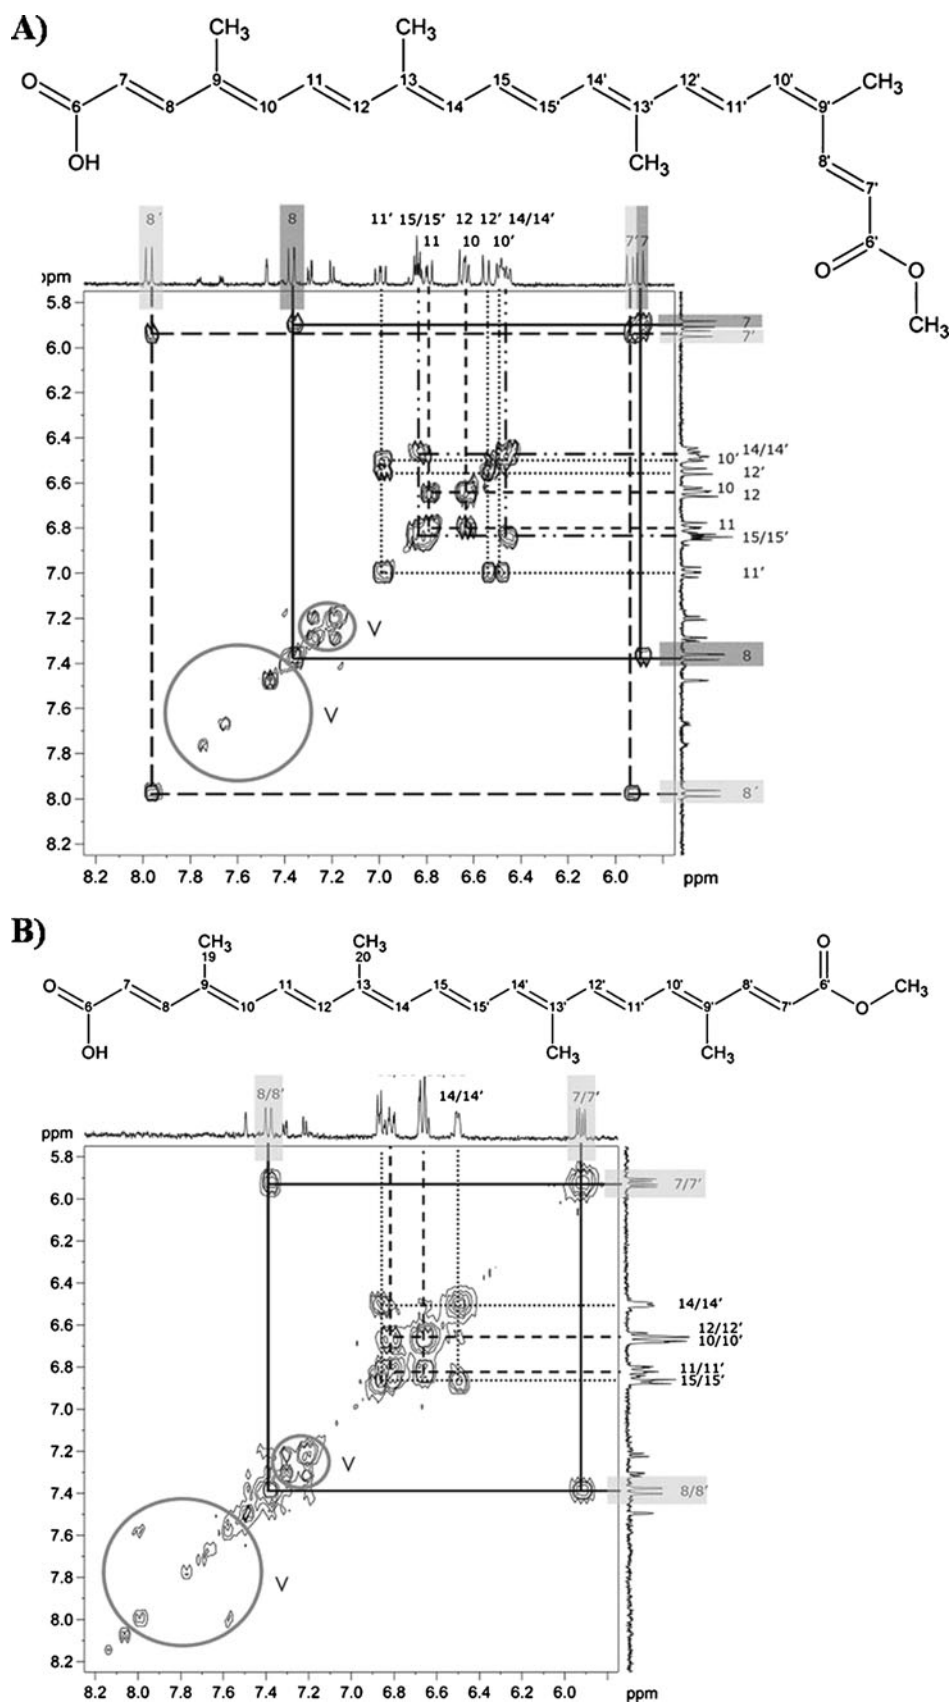 A)
CH₃ CH₃
O 7 9 11 13 15 14' 12' 10' CH₃
6 8 10 12 14 15' 13' 11' 9'
OH CH₃ 8' 7'
6'
O O
CH₃
8' 8 11' 15/15' 12 12' 14/14' 7' 7
11 10 10'
ppm
5.8 7
6.0 7'
6.2
6.4 14/14'
10'
12'
6.6 10
12
6.8 11
15/15'
7.0 11'
7.2
V
7.4 8
7.6
V
7.8
8.0 8'
8.2
8.2 8.0 7.8 7.6 7.4 7.2 7.0 6.8 6.6 6.4 6.2 6.0 ppm
B)
CH₃ CH₃ O
19 20
O 7 9 11 13 15 14' 12' 10' 8' 6' CH₃
6 8 10 12 14 15' 13' 11' 9' 7' O
OH CH₃ CH₃
8/8' 14/14' 7/7'
ppm
5.8
7/7'
6.0
6.2
6.4
14/14'
6.6 12/12'
10/10'
6.8 11/11'
15/15'
7.0
7.2
V
7.4 8/8'
7.6
7.8 V
8.0
8.2
8.2 8.0 7.8 7.6 7.4 7.2 7.0 6.8 6.6 6.4 6.2 6.0 ppm